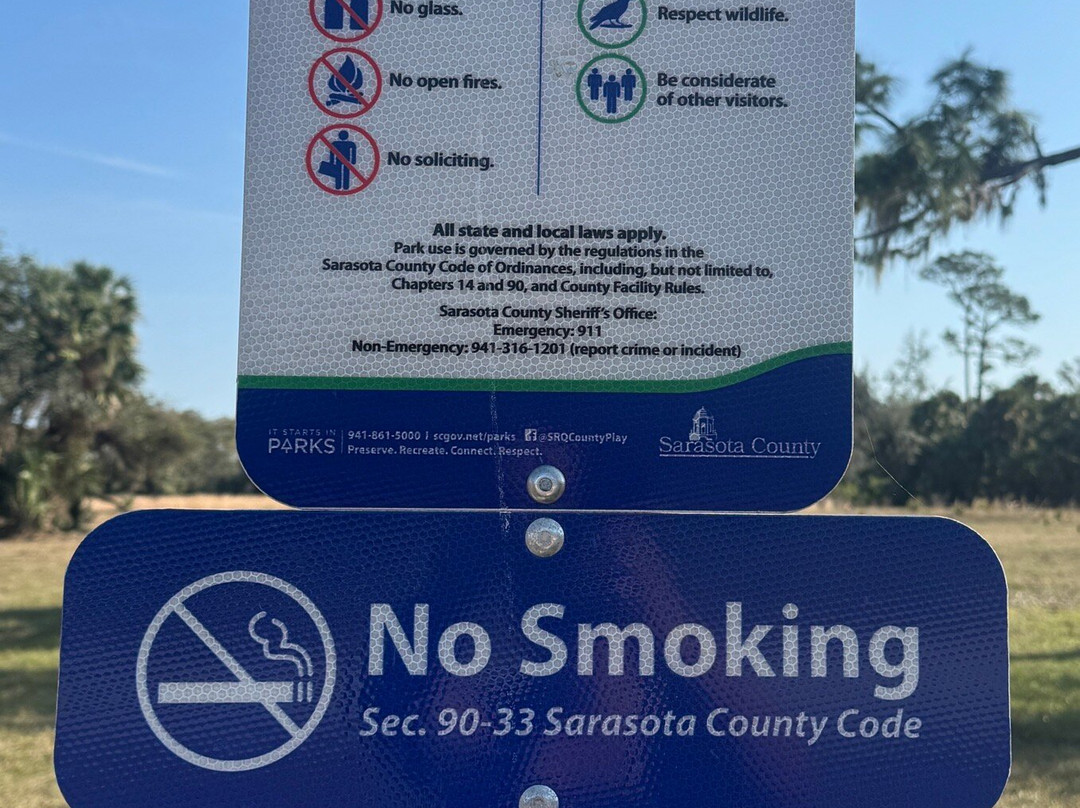 No glass.
No open fires.
No soliciting.
Respect wildlife.
Be considerate
of other visitors.
All state and local laws apply.
Park use is governed by the regulations in the
Sarasota County Code of Ordinances, including, but not limited to,
Chapters 14 and 90, and County Facility Rules.
Sarasota County Sheriff's Office:
Emergency: 911
Non-Emergency: 941-316-1201 (report crime or incident)
IT STARTS IN
PARKS
941-861-5000 | scgov.net/parks f @SRQCountyPlay
Preserve. Recreate. Connect. Respect.
Sarasota County
No Smoking
Sec. 90-33 Sarasota County Code